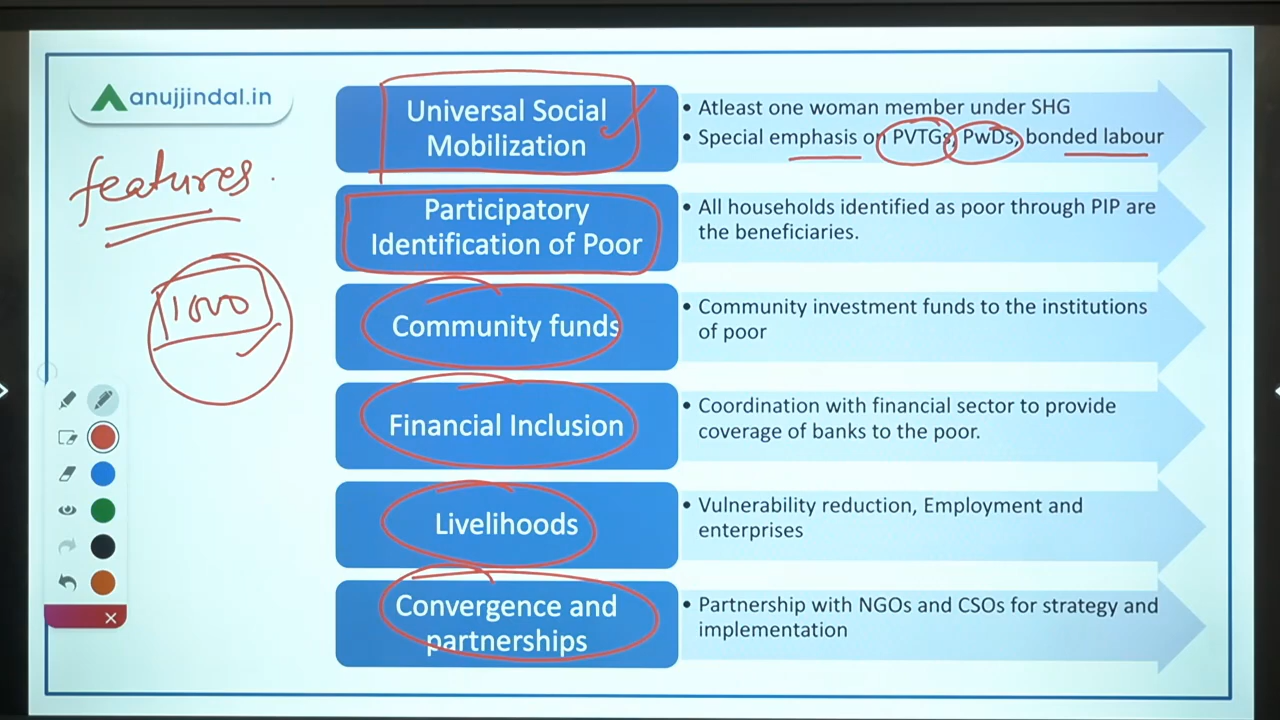 anujjindal.in
features.
1000
Universal Social
Mobilization
• Atleast one woman member under SHG
• Special emphasis on PVTGs, PwDs, bonded labour
Participatory
Identification of Poor
• All households identified as poor through PIP are
the beneficiaries.
Community funds
• Community investment funds to the institutions
of poor
Financial Inclusion
• Coordination with financial sector to provide
coverage of banks to the poor.
Livelihoods
• Vulnerability reduction, Employment and
enterprises
Convergence and
partnerships
• Partnership with NGOs and CSOs for strategy and
implementation